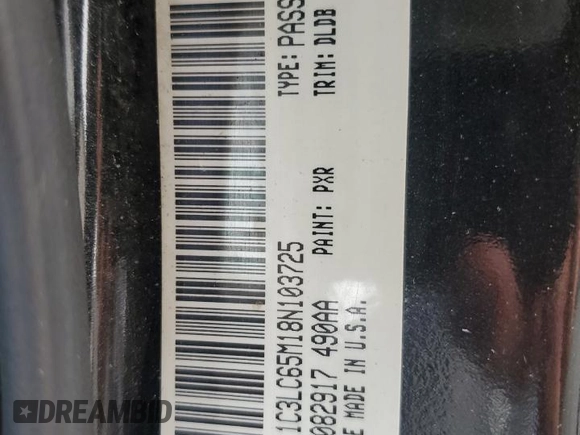 TYPE: PASS
1C3LC65M18N103725 TRIM: DLDB
082917 490AA PAINT: PXR
E MADE IN U.S.A.
DREAMBID